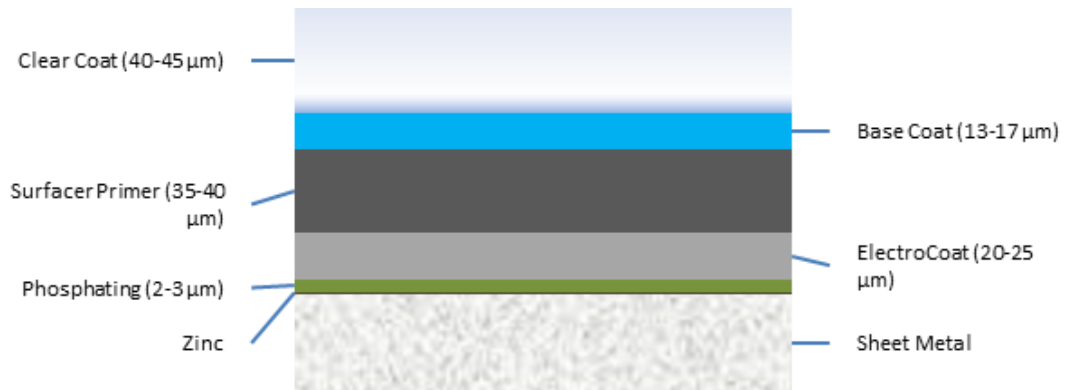 Clear Coat (40-45 µm)
Base Coat (13-17 µm)
Surfacer Primer (35-40
µm)
ElectroCoat (20-25
µm)
Phosphating (2-3 µm)
Zinc
Sheet Metal